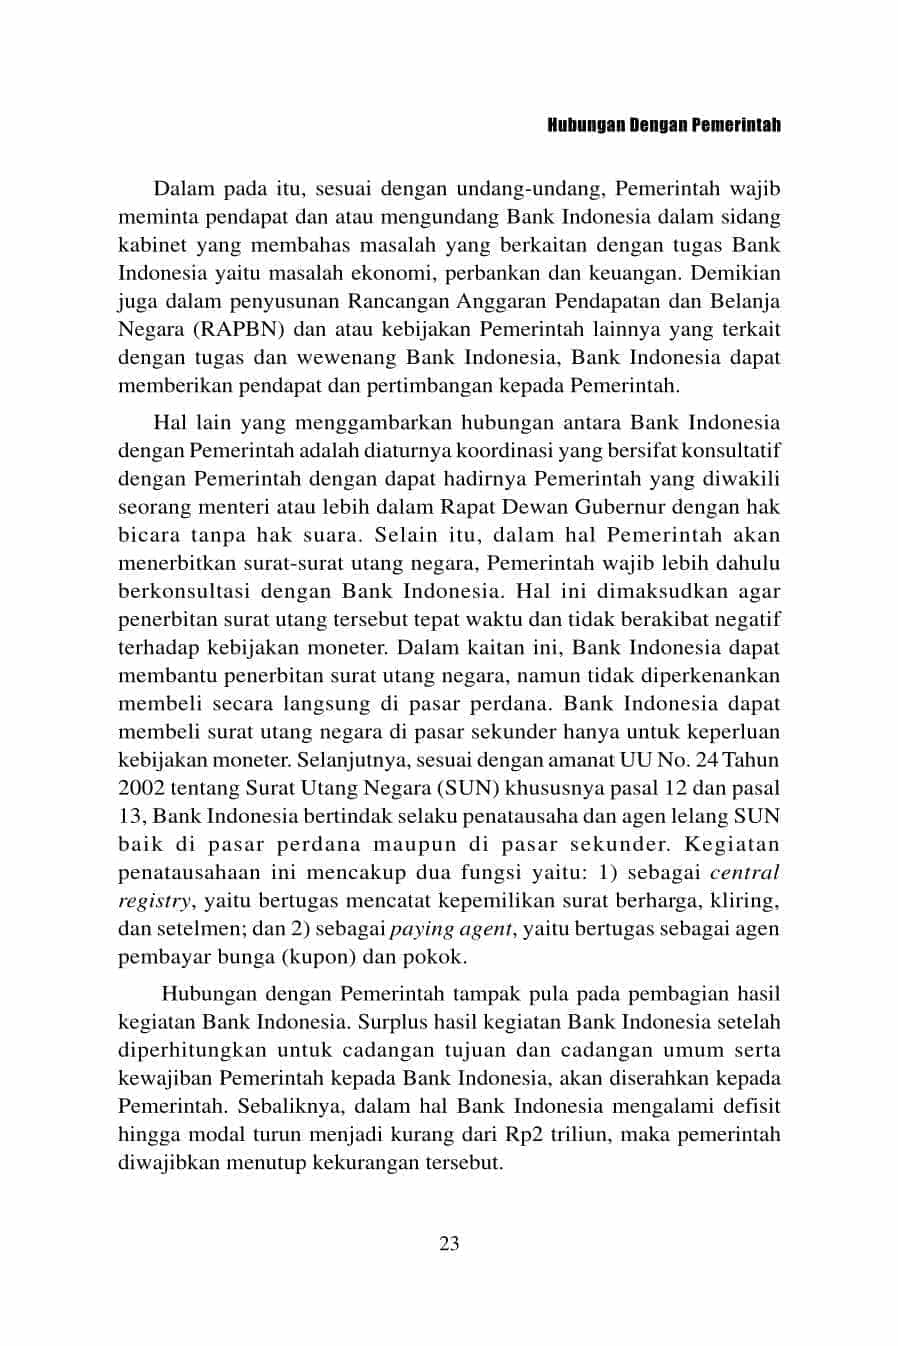 Hubungan Dengan Pemerintah
Dalam pada itu, sesuai dengan undang-undang, Pemerintah wajib
meminta pendapat dan atau mengundang Bank Indonesia dalam sidang
kabinet yang membahas masalah yang berkaitan dengan tugas Bank
Indonesia yaitu masalah ekonomi, perbankan dan keuangan. Demikian
juga dalam penyusunan Rancangan Anggaran Pendapatan dan Belanja
Negara (RAPBN) dan atau kebijakan Pemerintah lainnya yang terkait
dengan tugas dan wewenang Bank Indonesia, Bank Indonesia dapat
memberikan pendapat dan pertimbangan kepada Pemerintah.
Hal lain yang menggambarkan hubungan antara Bank Indonesia
dengan Pemerintah adalah diaturnya koordinasi yang bersifat konsultatif
dengan Pemerintah dengan dapat hadirnya Pemerintah yang diwakili
seorang menteri atau lebih dalam Rapat Dewan Gubernur dengan hak
bicara tanpa hak suara. Selain itu, dalam hal Pemerintah akan
menerbitkan surat-surat utang negara, Pemerintah wajib lebih dahulu
berkonsultasi dengan Bank Indonesia. Hal ini dimaksudkan agar
penerbitan surat utang tersebut tepat waktu dan tidak berakibat negatif
terhadap kebijakan moneter. Dalam kaitan ini, Bank Indonesia dapat
membantu penerbitan surat utang negara, namun tidak diperkenankan
membeli secara langsung di pasar perdana. Bank Indonesia dapat
membeli surat utang negara di pasar sekunder hanya untuk keperluan
kebijakan moneter. Selanjutnya, sesuai dengan amanat UU No. 24 Tahun
2002 tentang Surat Utang Negara (SUN) khususnya pasal 12 dan pasal
13, Bank Indonesia bertindak selaku penatausaha dan agen lelang SUN
baik di pasar perdana maupun di pasar sekunder. Kegiatan
penatausahaan ini mencakup dua fungsi yaitu: 1) sebagai central
registry, yaitu bertugas mencatat kepemilikan surat berharga, kliring,
dan setelmen; dan 2) sebagai paying agent, yaitu bertugas sebagai agen
pembayar bunga (kupon) dan pokok.
Hubungan dengan Pemerintah tampak pula pada pembagian hasil
kegiatan Bank Indonesia. Surplus hasil kegiatan Bank Indonesia setelah
diperhitungkan untuk cadangan tujuan dan cadangan umum serta
kewajiban Pemerintah kepada Bank Indonesia, akan diserahkan kepada
Pemerintah. Sebaliknya, dalam hal Bank Indonesia mengalami defisit
hingga modal turun menjadi kurang dari Rp2 triliun, maka pemerintah
diwajibkan menutup kekurangan tersebut.
23